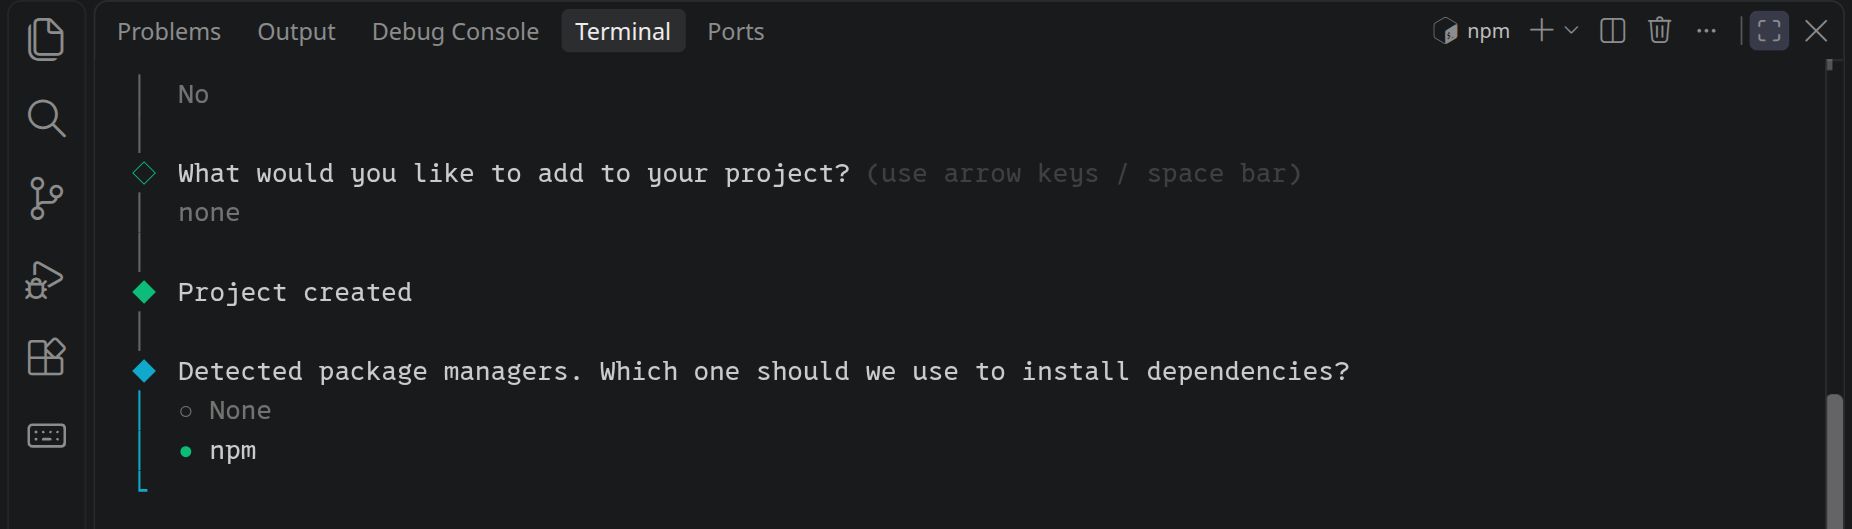 Problems Output Debug Console Terminal Ports npm
No
What would you like to add to your project? (use arrow keys / space bar)
none
Project created
Detected package managers. Which one should we use to install dependencies?
None
npm